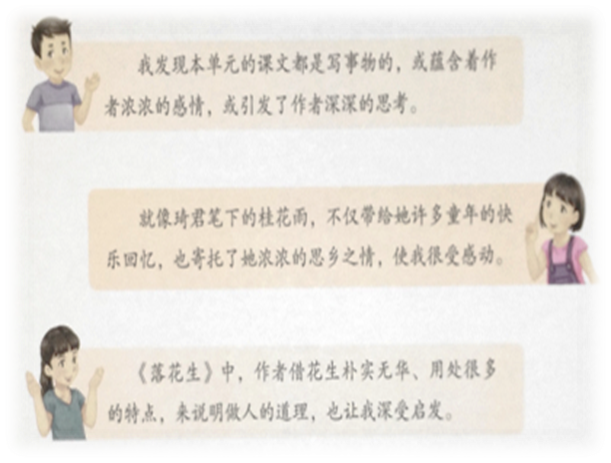 我发现本单元的课文都是写事物的，或蕴含着作
者浓浓的感情，或引发了作者深深的思考。
就像琦君笔下的桂花雨，不仅带给她许多童年的快
乐回忆，也寄托了她浓浓的思乡之情，使我很受感动。
《落花生》中，作者借花生朴实无华、用处很多
的特点，来说明做人的道理，也让我深受启发。